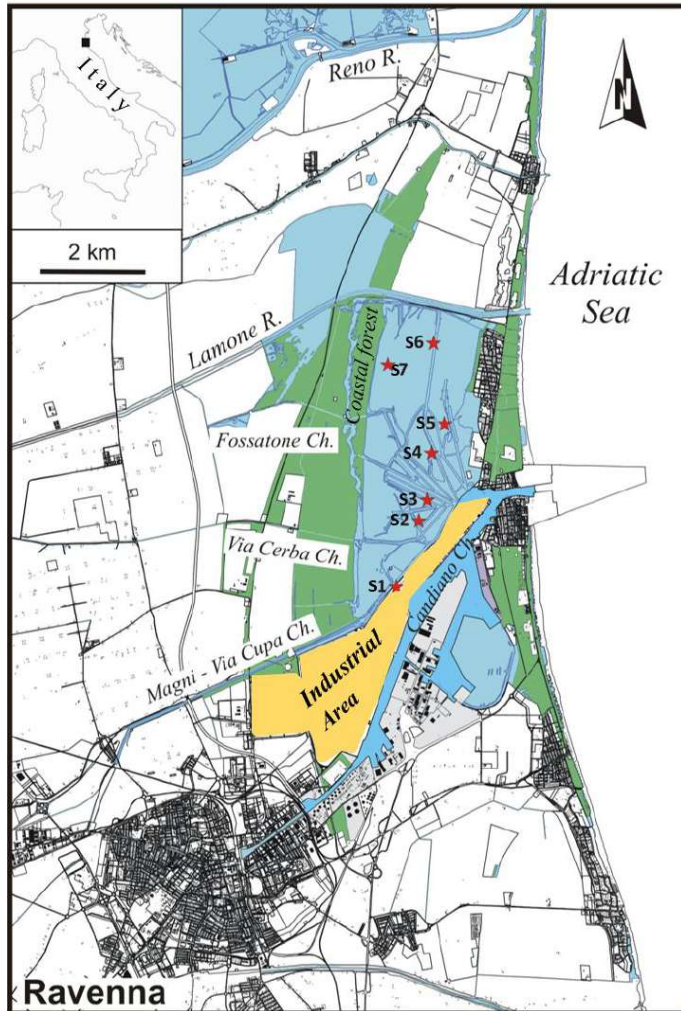 Italy
N
2 km
Reno R.
Adriatic
Sea
Lamone R.
Coastal forest
S6
S7
Fossatone Ch.
S5
S4
S3
S2
Via Cerba Ch.
S1
Candiano Ch.
Magni - Via Cupa Ch.
Industrial
Area
Ravenna